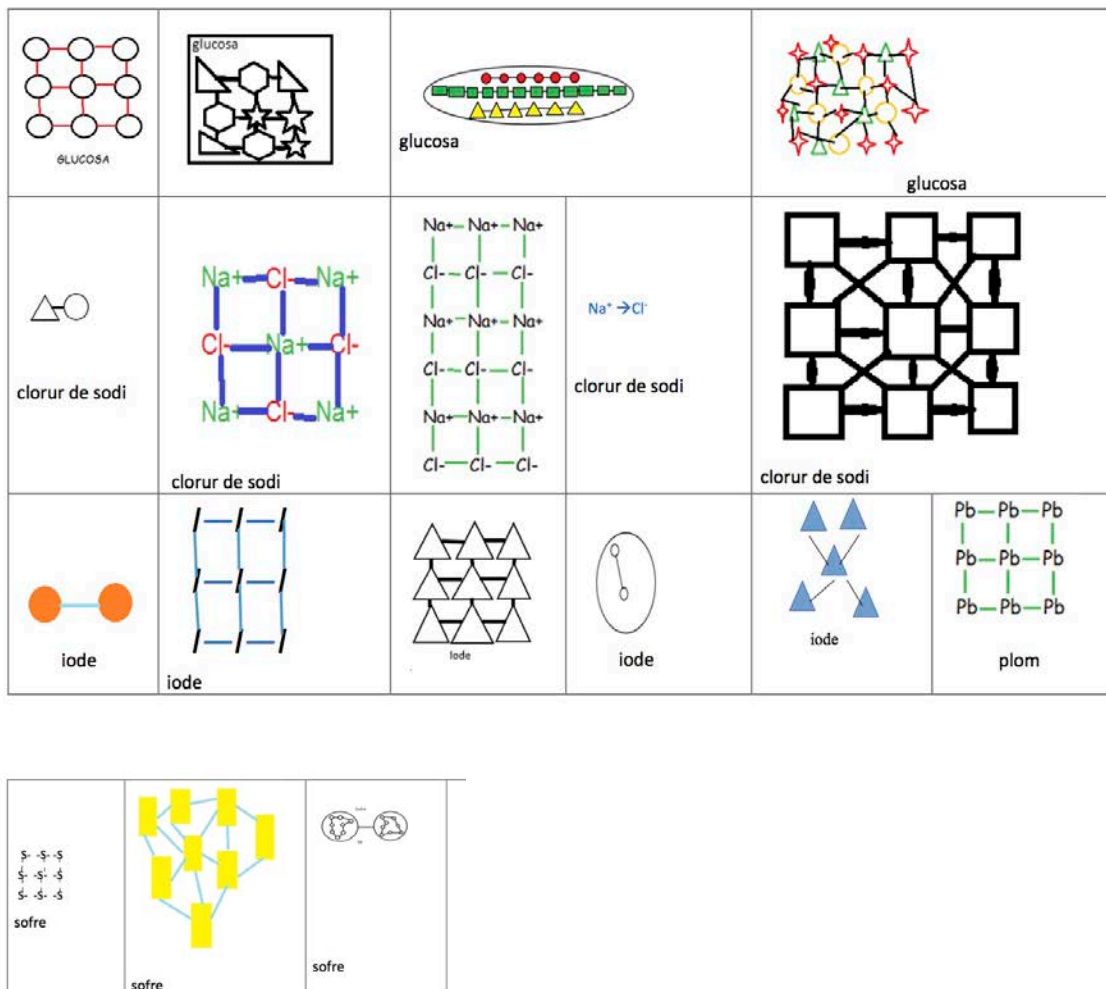 GLUCOSA
glucosa
glucosa
glucosa
clorur de sodi
Na+ Cl- Na+
Cl- Na+ Cl-
Na+ Cl- Na+
clorur de sodi
Na+ Na+ Na+
Cl- Cl- Cl-
Na+ Na+ Na+
Cl- Cl- Cl-
Na+ Na+ Na+
Cl- Cl- Cl-
Na⁺ →Cl⁻
clorur de sodi
clorur de sodi
iode
I I I
I I I
I I I
iode
Iode
iode
iode
Pb Pb Pb
Pb Pb Pb
Pb Pb Pb
plom
S- -S- -S
S- -S- -S
S- -S- -S
sofre
sofre
sofre